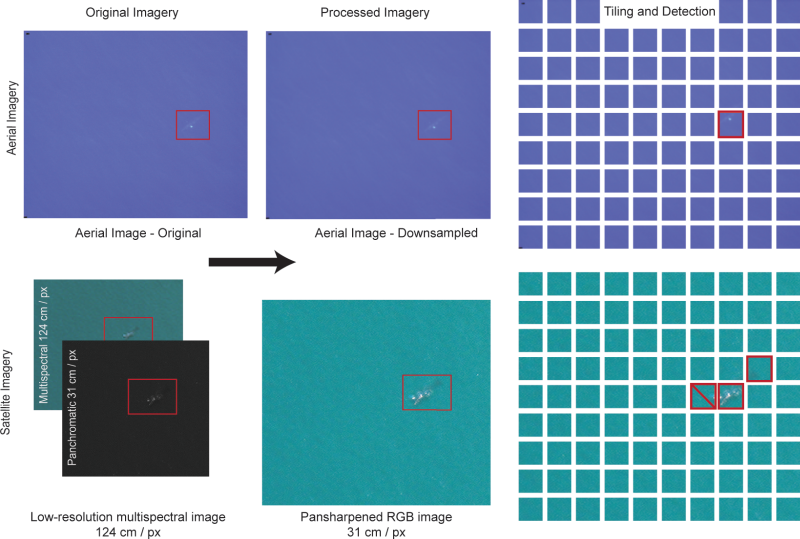 Original Imagery
Processed Imagery
Tiling and Detection
Aerial Imagery
Aerial Image - Original
Aerial Image - Downsampled
Satellite Imagery
Multispectral 124 cm / px
Panchromatic 31 cm / px
Low-resolution multispectral image
124 cm / px
Pansharpened RGB image
31 cm / px